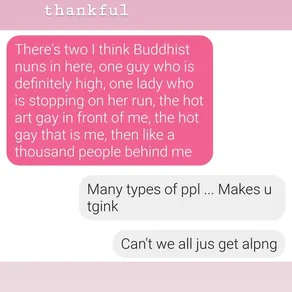 thankful
There's two I think Buddhist
nuns in here, one guy who is
definitely high, one lady who
is stopping on her run, the hot
art gay in front of me, the hot
gay that is me, then like a
thousand people behind me
Many types of ppl ... Makes u
tgink
Can't we all jus get alpng